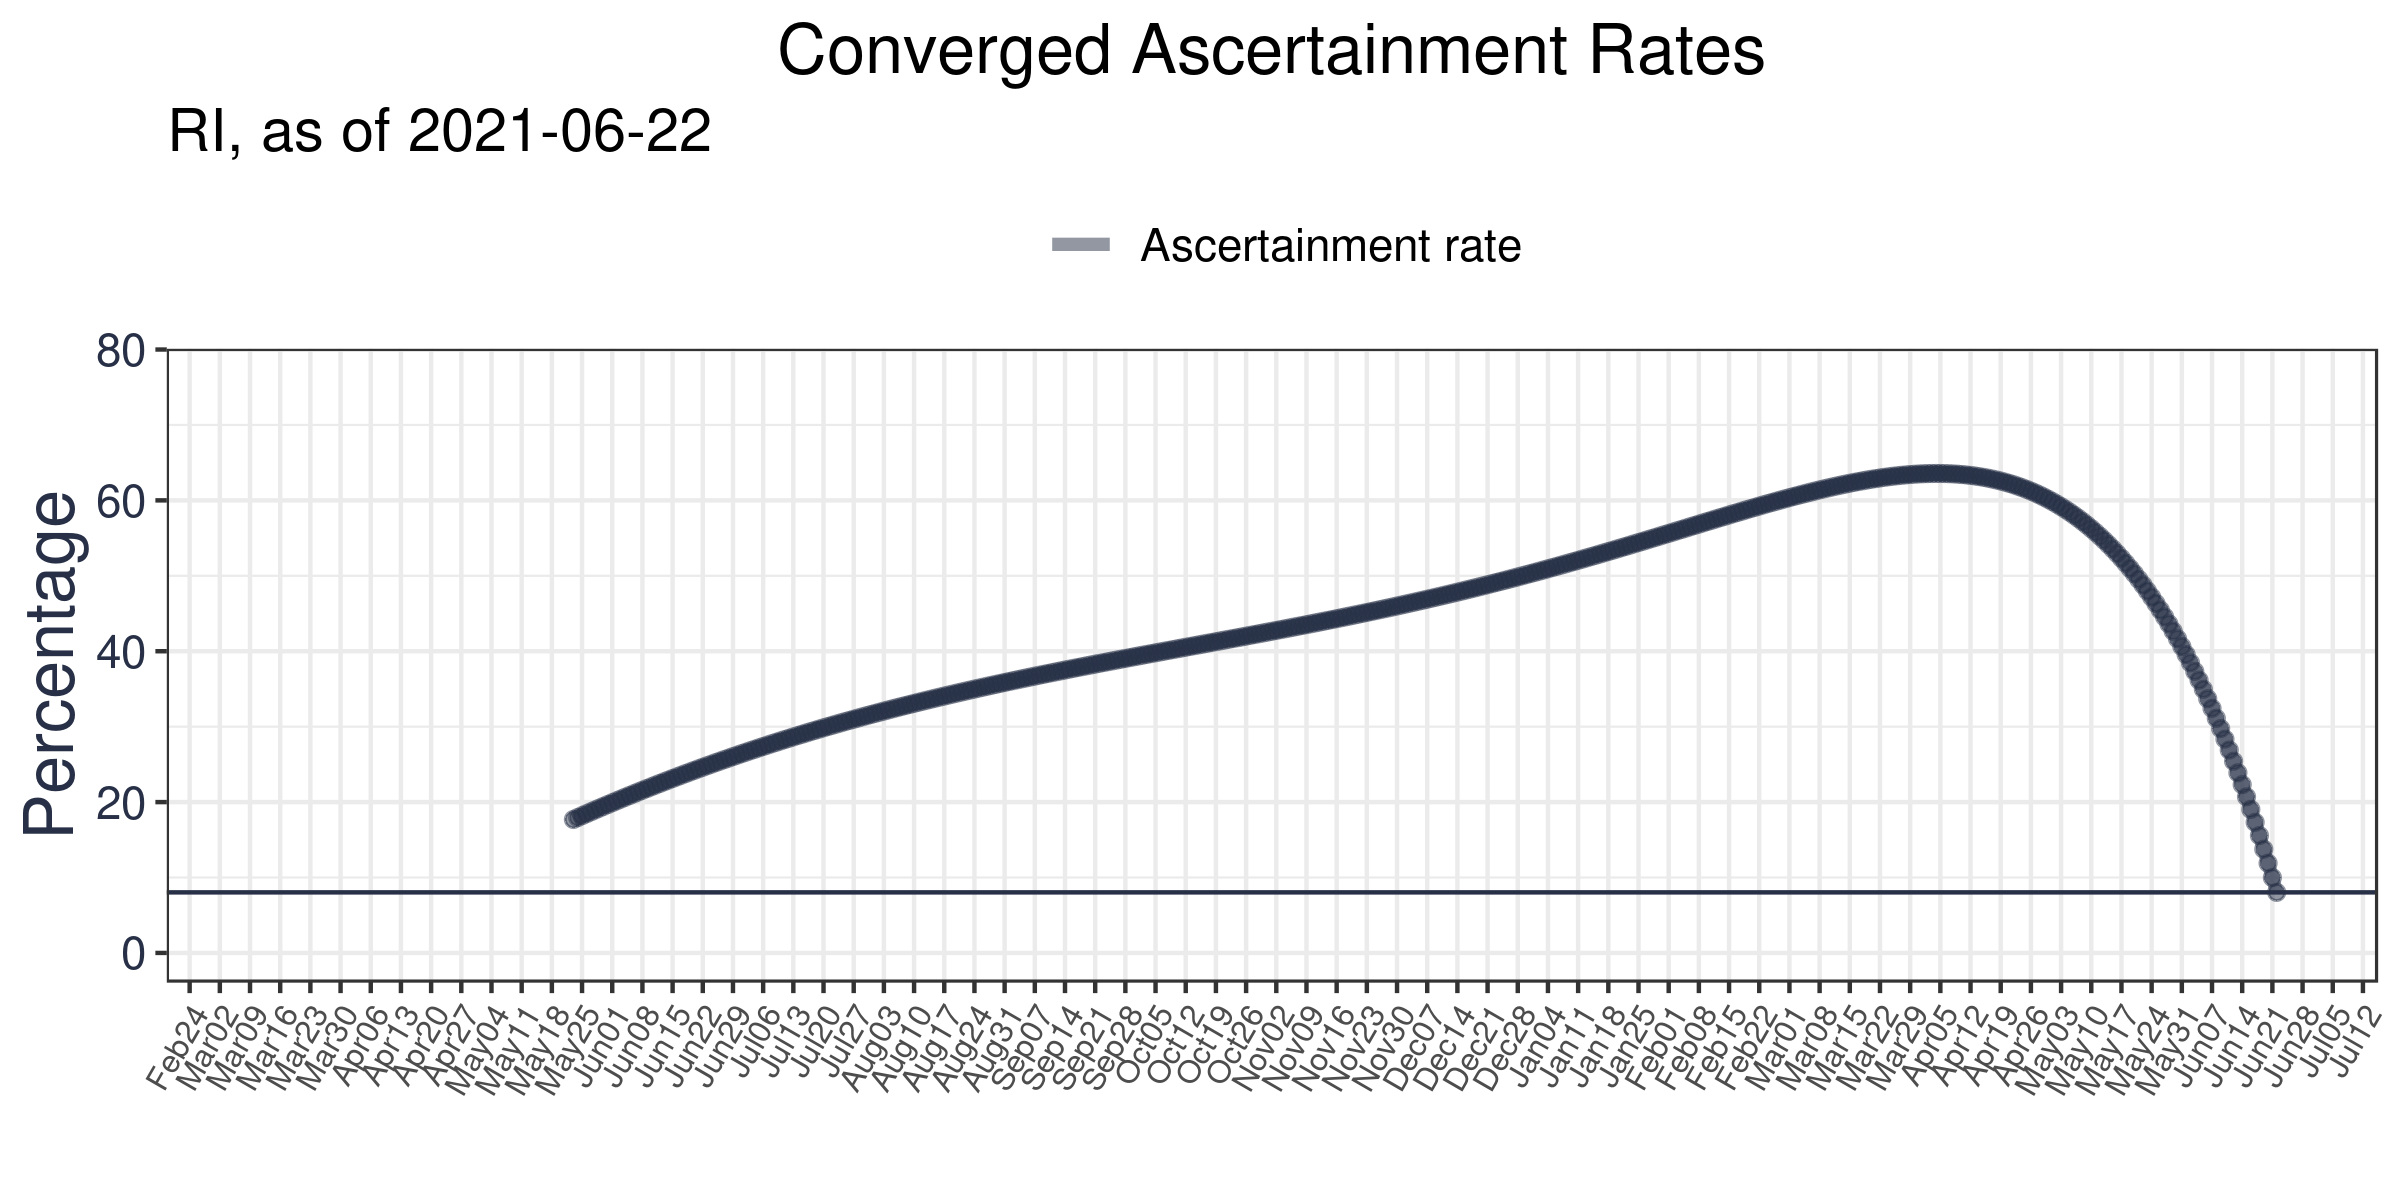 Converged Ascertainment Rates
RI, as of 2021-06-22
Ascertainment rate
Percentage
80
60
40
20
0
Feb24
Mar02
Mar09
Mar16
Mar23
Mar30
Apr06
Apr13
Apr20
Apr27
May04
May11
May18
May25
Jun01
Jun08
Jun15
Jun22
Jun29
Jul06
Jul13
Jul20
Jul27
Aug03
Aug10
Aug17
Aug24
Aug31
Sep07
Sep14
Sep21
Sep28
Oct05
Oct12
Oct19
Oct26
Nov02
Nov09
Nov16
Nov23
Nov30
Dec07
Dec14
Dec21
Dec28
Jan04
Jan11
Jan18
Jan25
Feb01
Feb08
Feb15
Feb22
Mar01
Mar08
Mar15
Mar22
Mar29
Apr05
Apr12
Apr19
Apr26
May03
May10
May17
May24
May31
Jun07
Jun14
Jun21
Jun28
Jul05
Jul12